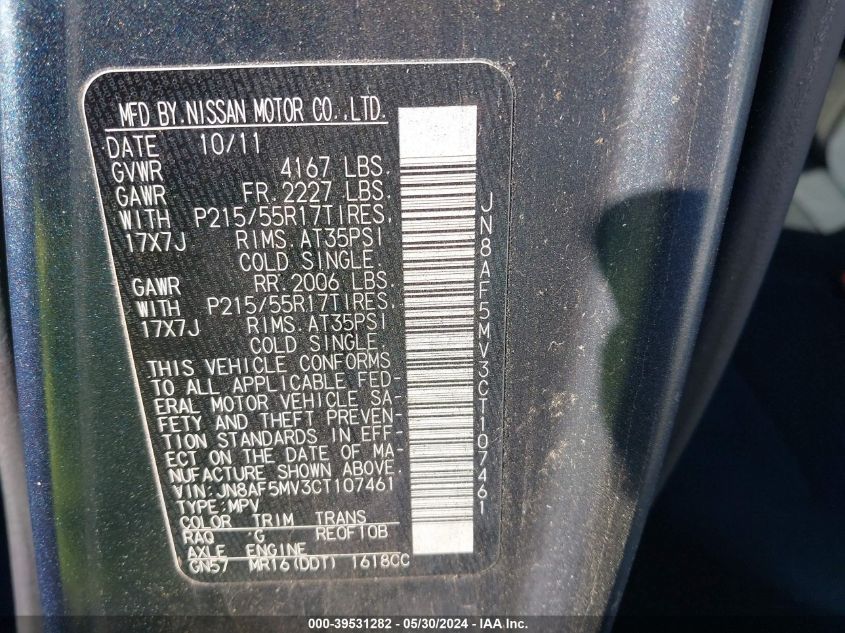 MFD BY.NISSAN MOTOR CO.,LTD.
DATE 10/11
GVWR 4167 LBS.
GAWR FR.2227 LBS.
WITH P215/55R17TIRES,
17X7J RIMS.AT35PSI
COLD SINGLE.
GAWR RR.2006 LBS.
WITH P215/55R17TIRES,
17X7J RIMS.AT35PSI
COLD SINGLE.
THIS VEHICLE CONFORMS
TO ALL APPLICABLE FED-
ERAL MOTOR VEHICLE SA-
FETY AND THEFT PREVEN-
TION STANDARDS IN EFF-
ECT ON THE DATE OF MA-
NUFACTURE SHOWN ABOVE.
VIN:JN8AF5MV3CT107461
TYPE:MPV
COLOR TRIM TRANS
RAQ G REOF10B
AXLE ENGINE
GN57 MR16(DDT) 1618CC
JN8AF5MV3CT107461
000-39531282 - 05/30/2024 - IAA Inc.